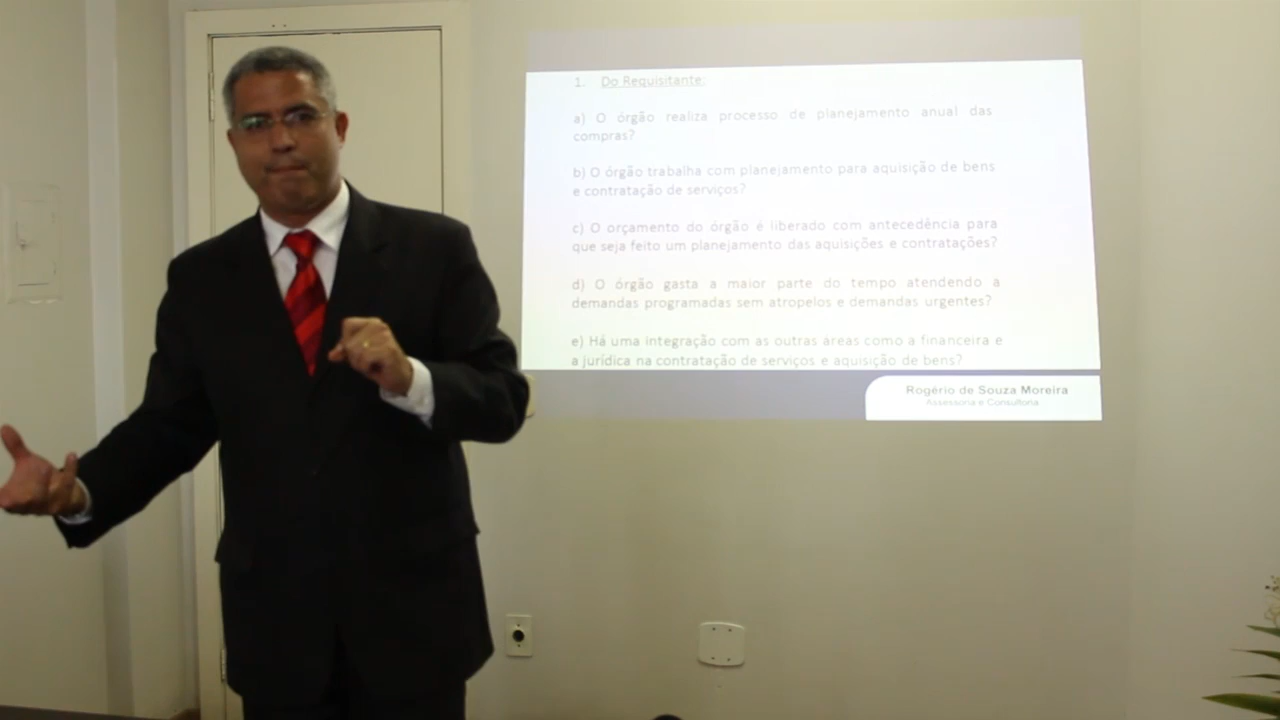 1. Do Requisitante:
a) O órgão realiza processo de planejamento anual das
compras?
b) O órgão trabalha com planejamento para aquisição de bens
e contratação de serviços?
c) O orçamento do órgão é liberado com antecedência para
que seja feito um planejamento das aquisições e contratações?
d) O órgão gasta a maior parte do tempo atendendo a
demandas programadas sem atropelos e demandas urgentes?
e) Há uma integração com as outras áreas como a financeira e
a jurídica na contratação de serviços e aquisição de bens?
Rogério de Souza Moreira
Assessoria e Consultoria